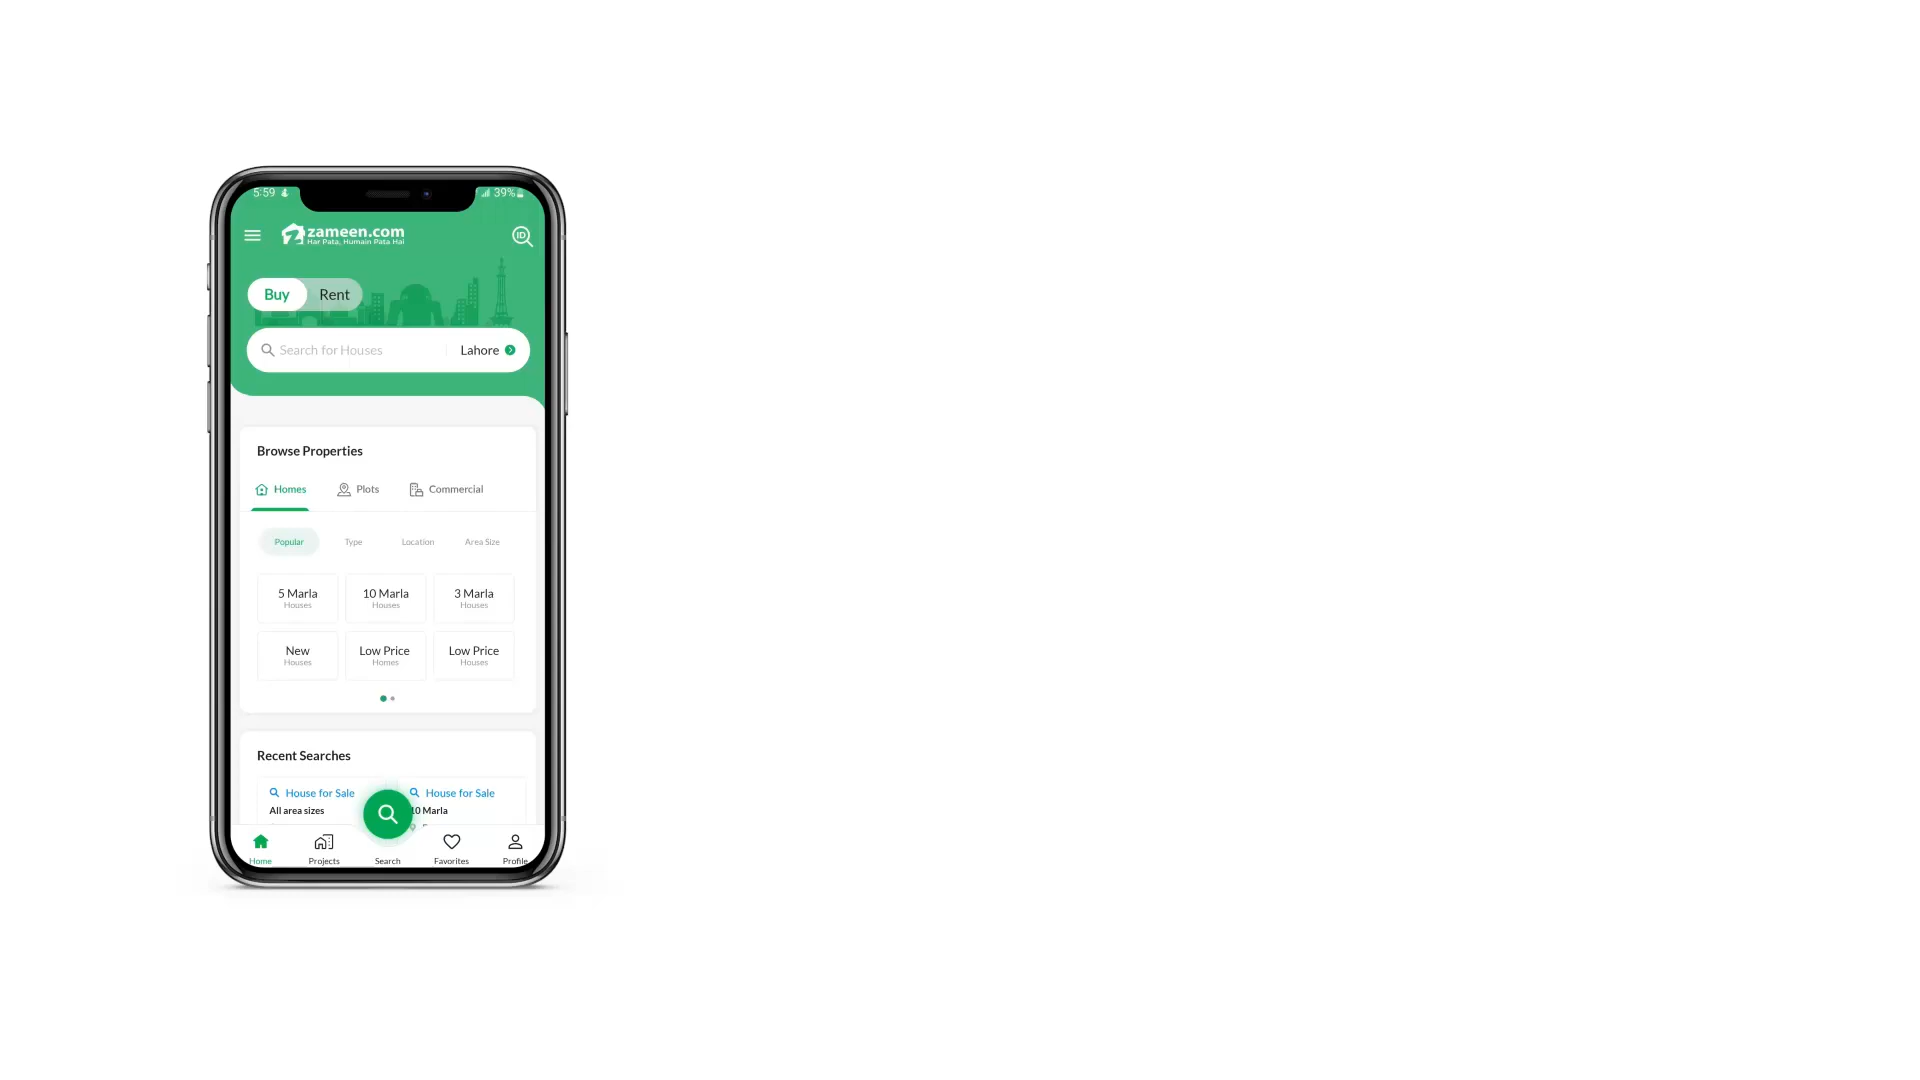 5:59
39%
zameen.com
Har Pata, Humain Pata Hai
ID
Buy Rent
Search for Houses Lahore
Browse Properties
Homes Plots Commercial
Popular Type Location Area Size
5 Marla 10 Marla 3 Marla
Houses Houses Houses
New Low Price Low Price
Houses Homes Houses
Recent Searches
House for Sale House for Sale
All area sizes 10 Marla
Home Projects Search Favorites Profile